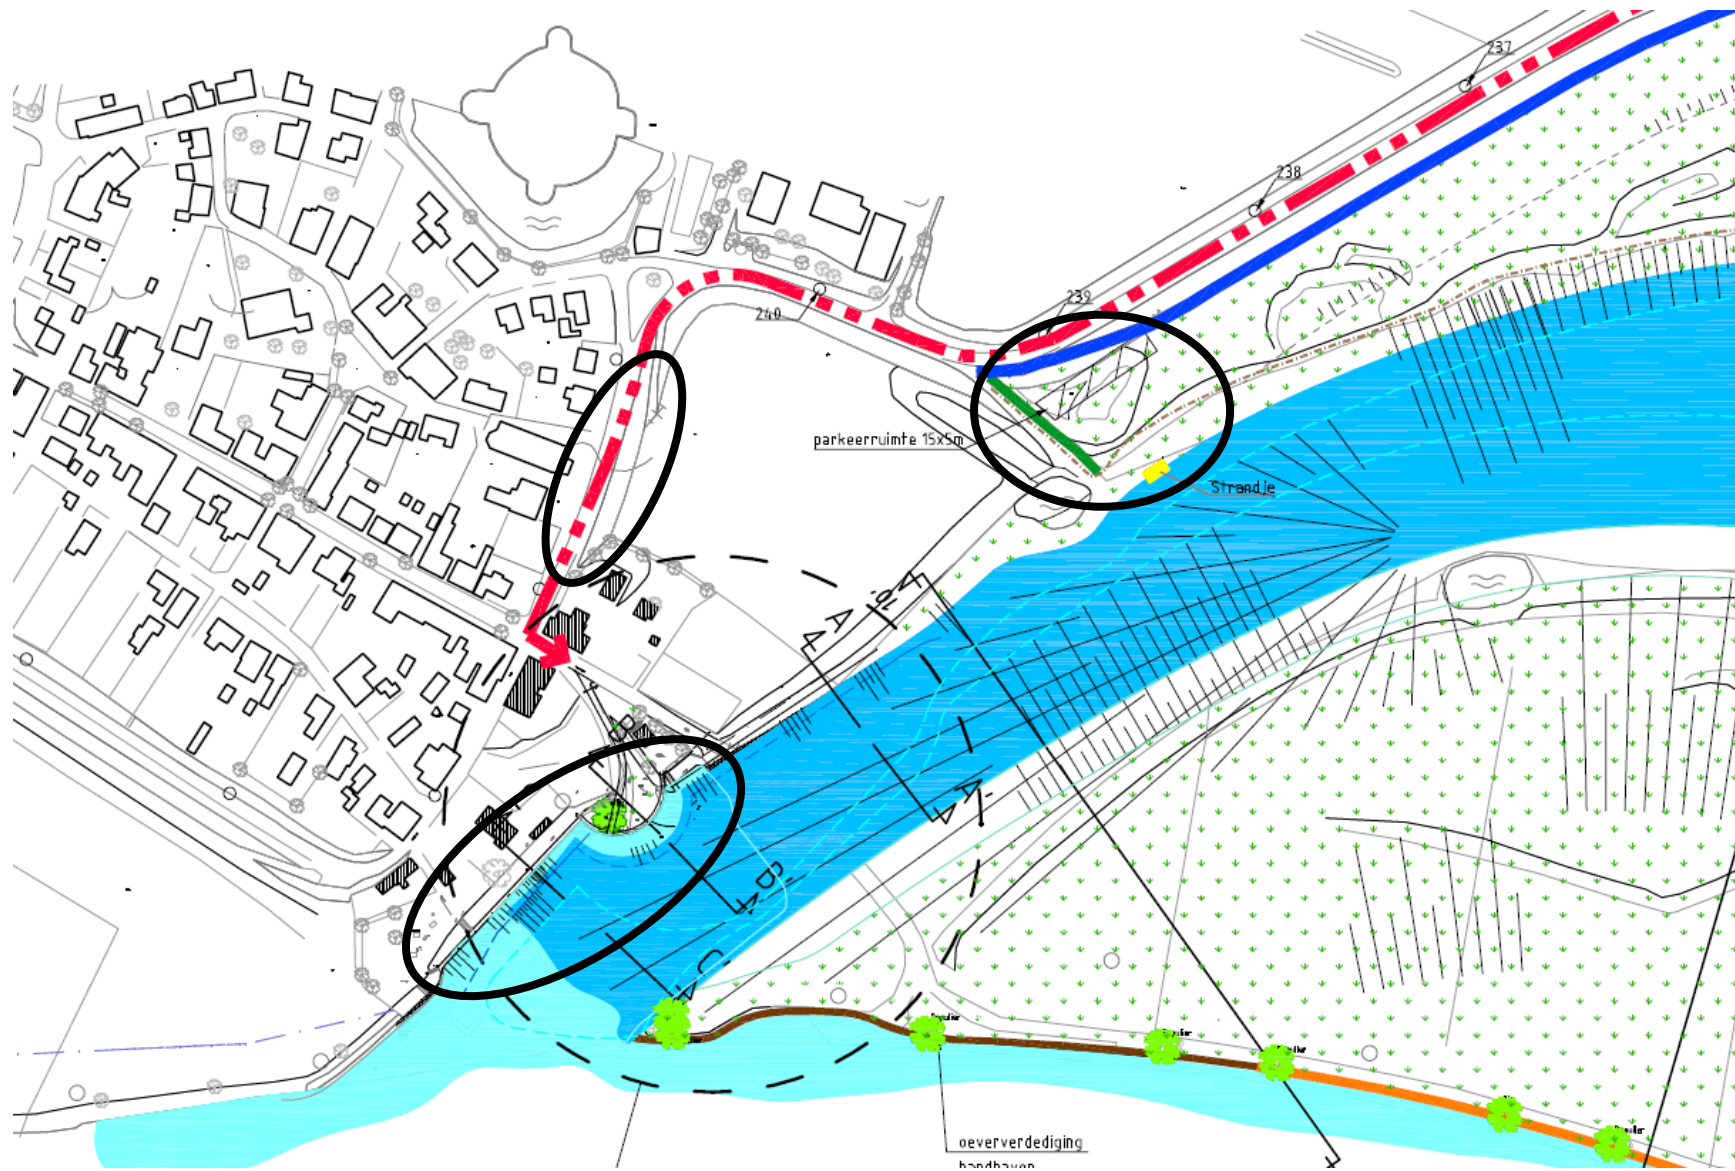 237
238
239
240
parkeerruimte 15x5m
Strandje
A
A
B
C
oeververdediging
handhaven